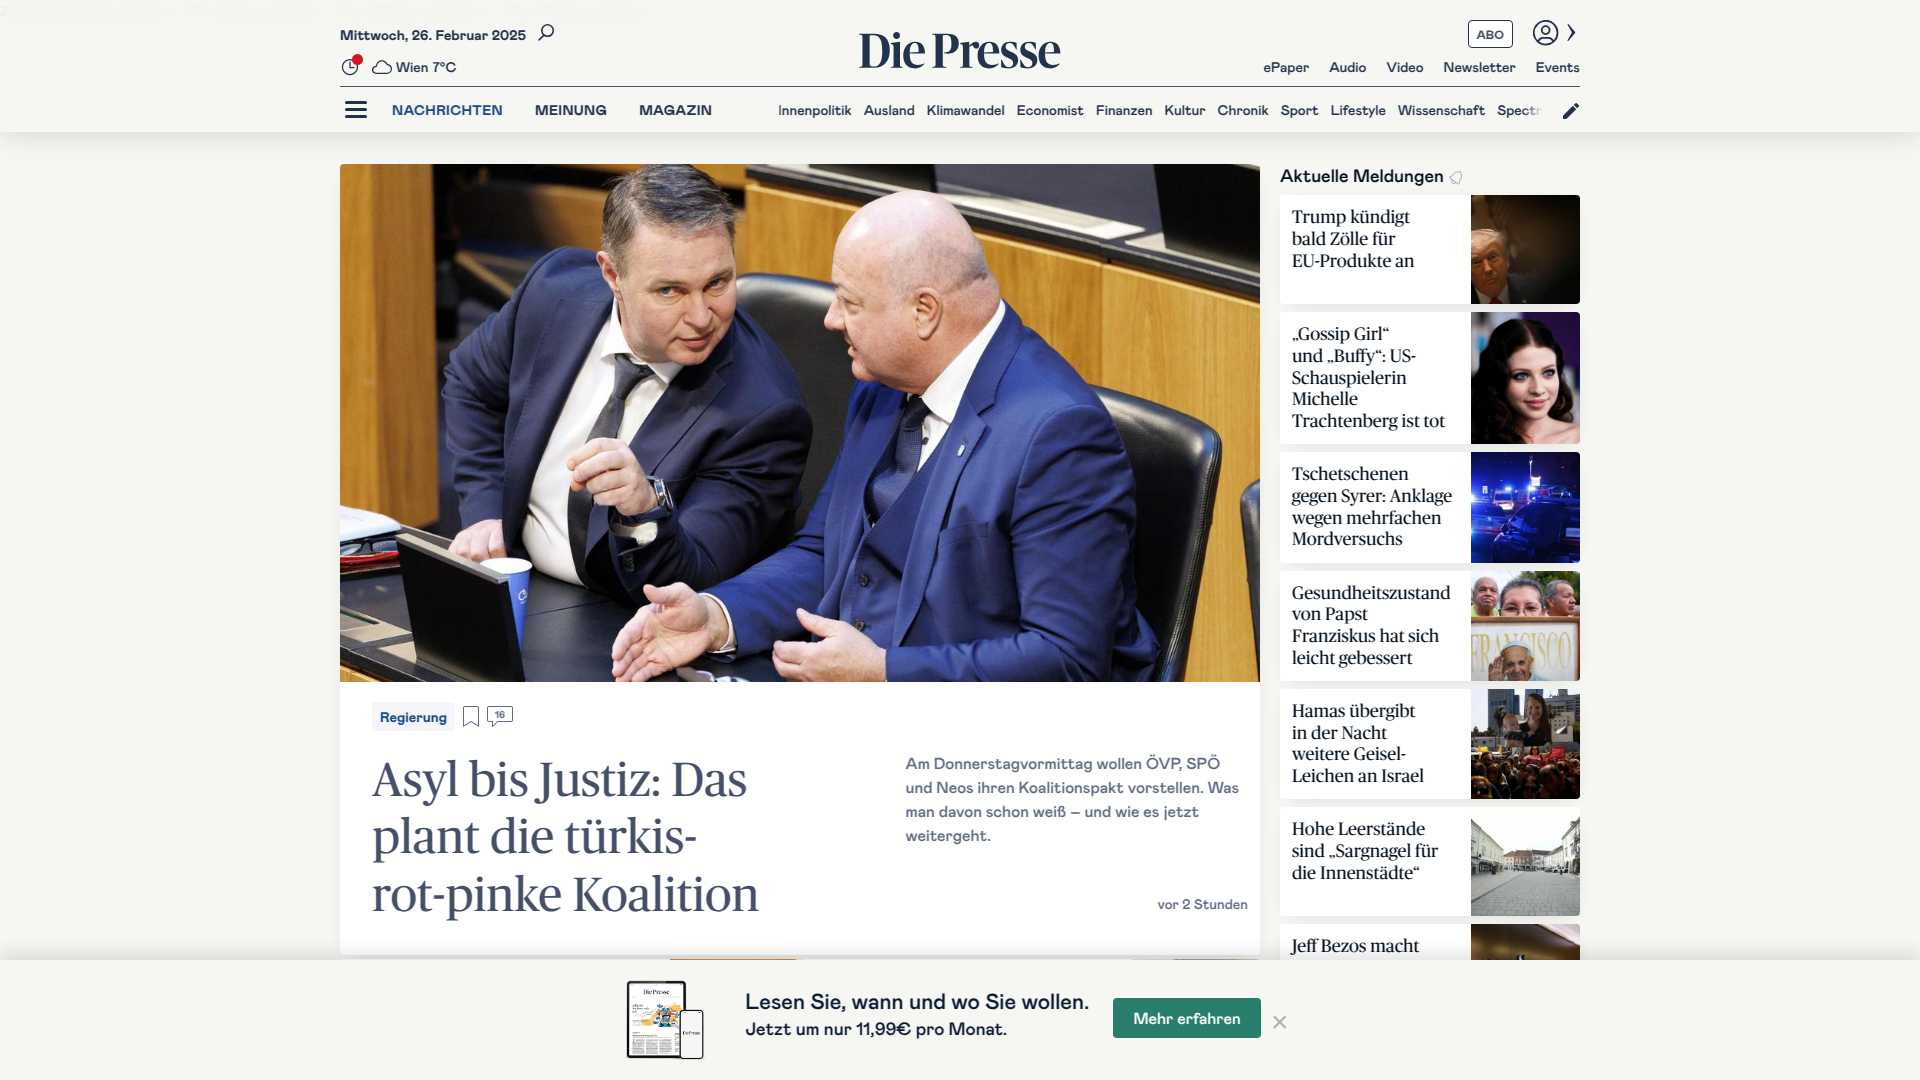 Mittwoch, 26. Februar 2025
Die Presse
ABO
Wien 7°C
ePaper Audio Video Newsletter Events
NACHRICHTEN MEINUNG MAGAZIN
Innenpolitik Ausland Klimawandel Economist Finanzen Kultur Chronik Sport Lifestyle Wissenschaft Spectr
Regierung
16
Asyl bis Justiz: Das
plant die türkis-
rot-pinke Koalition
Am Donnerstagvormittag wollen ÖVP, SPÖ
und Neos ihren Koalitionspakt vorstellen. Was
man davon schon weiß – und wie es jetzt
weitergeht.
vor 2 Stunden
Aktuelle Meldungen
Trump kündigt
bald Zölle für
EU-Produkte an
„Gossip Girl“
und „Buffy“: US-
Schauspielerin
Michelle
Trachtenberg ist tot
Tschetschenen
gegen Syrer: Anklage
wegen mehrfachen
Mordversuchs
Gesundheitszustand
von Papst
Franziskus hat sich
leicht gebessert
FRANCISCO
Hamas übergibt
in der Nacht
weitere Geisel-
Leichen an Israel
Hohe Leerstände
sind „Sargnagel für
die Innenstädte“
Jeff Bezos macht
Die Presse
Die Presse
Lesen Sie, wann und wo Sie wollen.
Jetzt um nur 11,99€ pro Monat.
Mehr erfahren